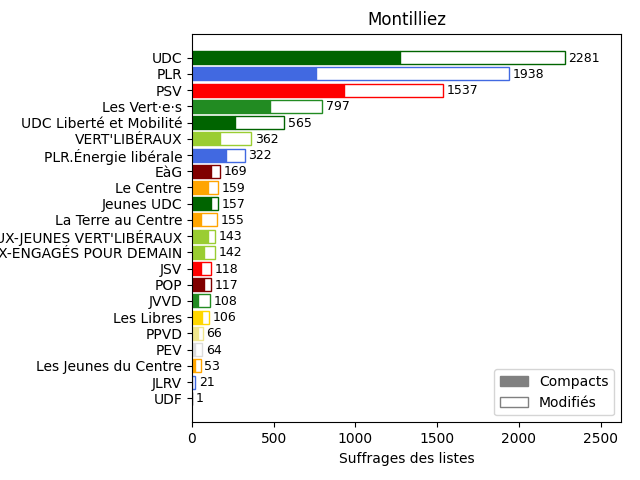 Montilliez
UDC 2281
PLR 1938
PSV 1537
Les Vert·e·s 797
UDC Liberté et Mobilité 565
VERT'LIBÉRAUX 362
PLR.Énergie libérale 322
EàG 169
Le Centre 159
Jeunes UDC 157
La Terre au Centre 155
UX-JEUNES VERT'LIBÉRAUX 143
X-ENGAGÉS POUR DEMAIN 142
JSV 118
POP 117
JVVD 108
Les Libres 106
PPVD 66
PEV 64
Les Jeunes du Centre 53
JLRV 21
UDF 1
Compacts
Modifiés
0 500 1000 1500 2000 2500
Suffrages des listes